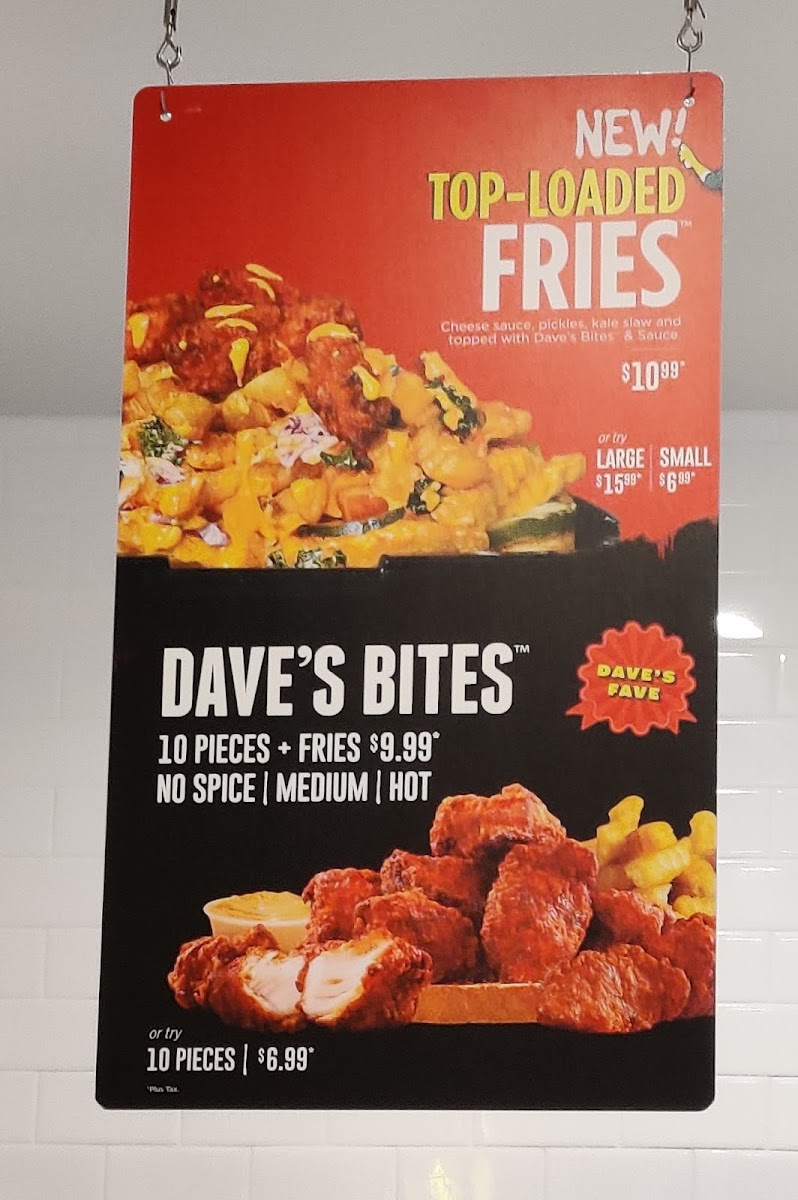 NEW!
TOP-LOADED
FRIES™
Cheese sauce, pickles, kale slaw and
topped with Dave's Bites™ & Sauce
$10.99*
or try
LARGE | SMALL
$15.99* | $6.99*
DAVE'S BITES™
DAVE'S
FAVE
10 PIECES + FRIES $9.99*
NO SPICE | MEDIUM | HOT
or try
10 PIECES | $6.99*
*Plus Tax.